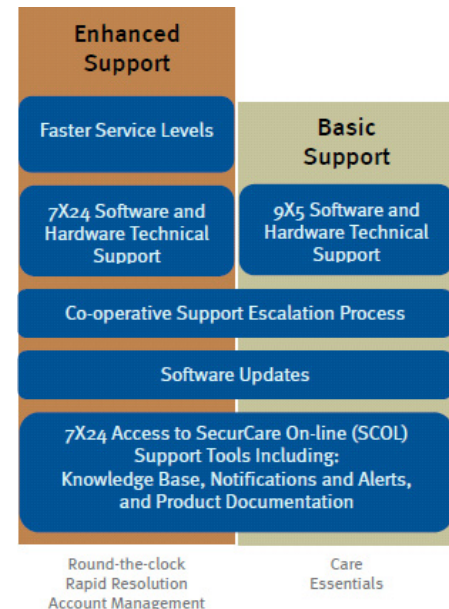 Enhanced
Support
Faster Service Levels
Basic
Support
7X24 Software and
Hardware Technical
Support
9X5 Software and
Hardware Technical
Support
Co-operative Support Escalation Process
Software Updates
7X24 Access to SecurCare On-line (SCOL)
Support Tools Including:
Knowledge Base, Notifications and Alerts,
and Product Documentation
Round-the-clock
Rapid Resolution
Account Management
Care
Essentials